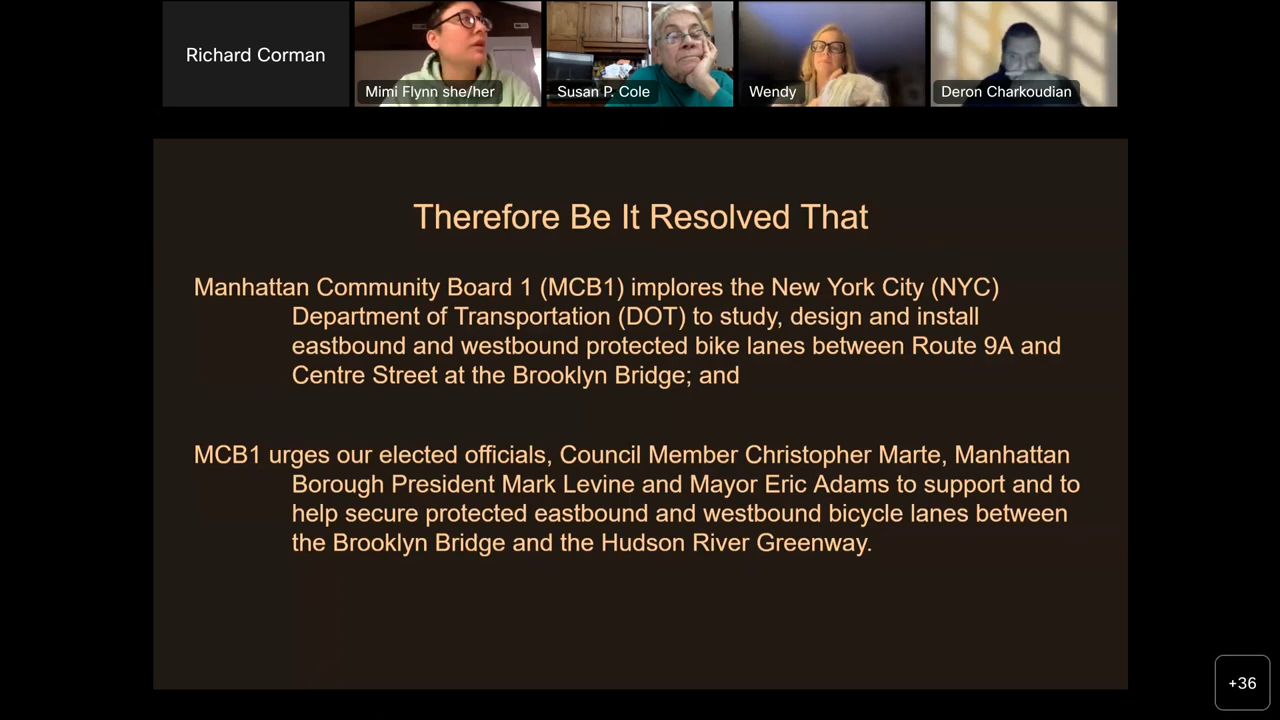 Richard Corman
Mimi Flynn she/her
Susan P. Cole
Wendy
Deron Charkoudian
Therefore Be It Resolved That
Manhattan Community Board 1 (MCB1) implores the New York City (NYC)
Department of Transportation (DOT) to study, design and install
eastbound and westbound protected bike lanes between Route 9A and
Centre Street at the Brooklyn Bridge; and
MCB1 urges our elected officials, Council Member Christopher Marte, Manhattan
Borough President Mark Levine and Mayor Eric Adams to support and to
help secure protected eastbound and westbound bicycle lanes between
the Brooklyn Bridge and the Hudson River Greenway.
+36